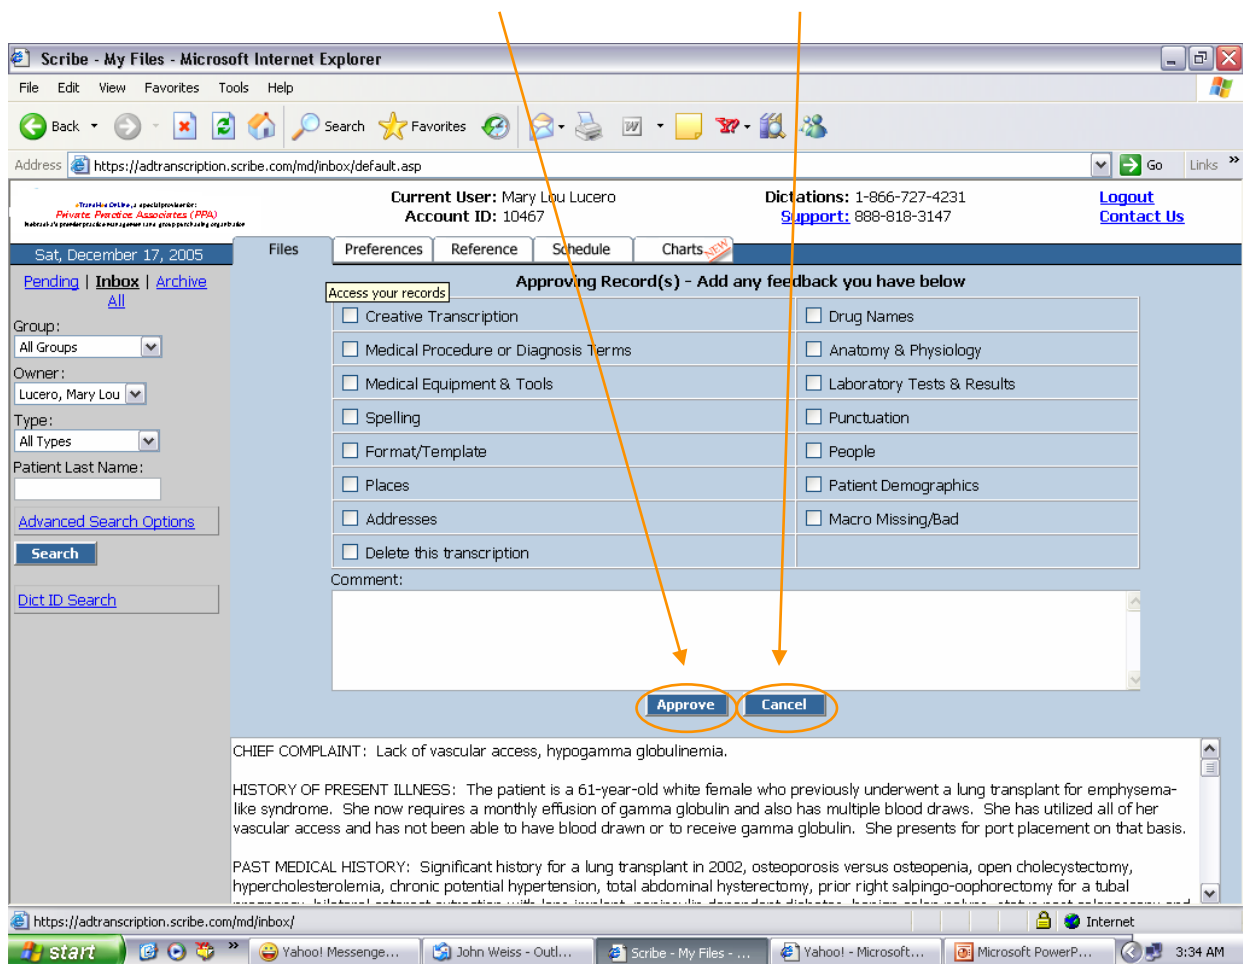 Scribe - My Files - Microsoft Internet Explorer
File Edit View Favorites Tools Help
Back Search Favorites
Address https://adtranscription.scribe.com/md/inbox/default.asp Go Links »
Private Practice Associates (PPA)
Current User: Mary Lou Lucero
Account ID: 10467
Dictations: 1-866-727-4231
Support: 888-818-3147
Logout
Contact Us
Sat, December 17, 2005
Files Preferences Reference Schedule Charts NEW
Pending | Inbox | Archive
All
Group:
All Groups
Owner:
Lucero, Mary Lou
Type:
All Types
Patient Last Name:
Advanced Search Options
Search
Dict ID Search
Access your records
Approving Record(s) - Add any feedback you have below
Creative Transcription Drug Names
Medical Procedure or Diagnosis Terms Anatomy & Physiology
Medical Equipment & Tools Laboratory Tests & Results
Spelling Punctuation
Format/Template People
Places Patient Demographics
Addresses Macro Missing/Bad
Delete this transcription
Comment:
Approve Cancel
CHIEF COMPLAINT: Lack of vascular access, hypogamma globulinemia.
HISTORY OF PRESENT ILLNESS: The patient is a 61-year-old white female who previously underwent a lung transplant for emphysema-
like syndrome. She now requires a monthly effusion of gamma globulin and also has multiple blood draws. She has utilized all of her
vascular access and has not been able to have blood drawn or to receive gamma globulin. She presents for port placement on that basis.
PAST MEDICAL HISTORY: Significant history for a lung transplant in 2002, osteoporosis versus osteopenia, open cholecystectomy,
hypercholesterolemia, chronic potential hypertension, total abdominal hysterectomy, prior right salpingo-oophorectomy for a tubal
https://adtranscription.scribe.com/md/inbox/ Internet
start » Yahoo! Messenge... John Weiss - Outl... Scribe - My Files - ... Yahoo! - Microsoft... Microsoft PowerP... 3:34 AM